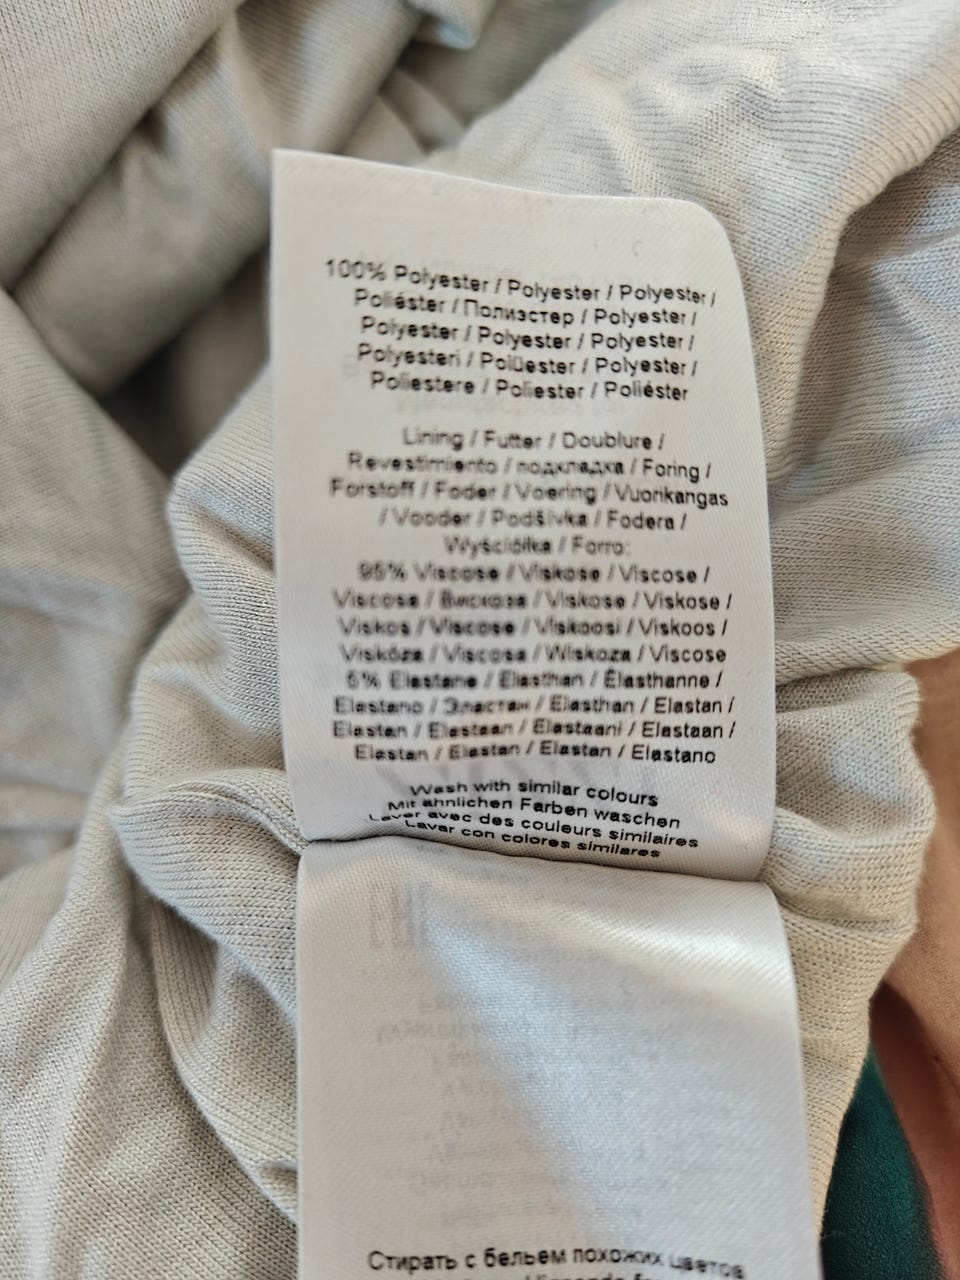 100% Polyester / Polyester / Polyester /
Poliéster / Полиэстер / Polyester /
Polyester / Polyester / Polyester /
Polyesteri / Polüester / Polyester /
Poliestere / Poliester / Poliéster
Lining / Futter / Doublure /
Revestimiento / подкладка / Foring /
Forstoff / Foder / Voering / Vuorikangas
/ Vooder / Podšívka / Fodera /
Wyściółka / Forro:
95% Viscose / Viskose / Viscose /
Viscosa / Вискоза / Viskose / Viskose /
Viskos / Viscose / Viskoosi / Viskoos /
Viskóza / Viscosa / Wiskoza / Viscose
5% Elastane / Elasthan / Élasthanne /
Elastano / Эластан / Elasthan / Elastan /
Elastan / Elastaan / Elastaani / Elastaan /
Elastan / Elastan / Elastan / Elastano
Wash with similar colours
Mit ähnlichen Farben waschen
Laver avec des couleurs similaires
Lavar con colores similares
Стирать с бельем похожих цветов